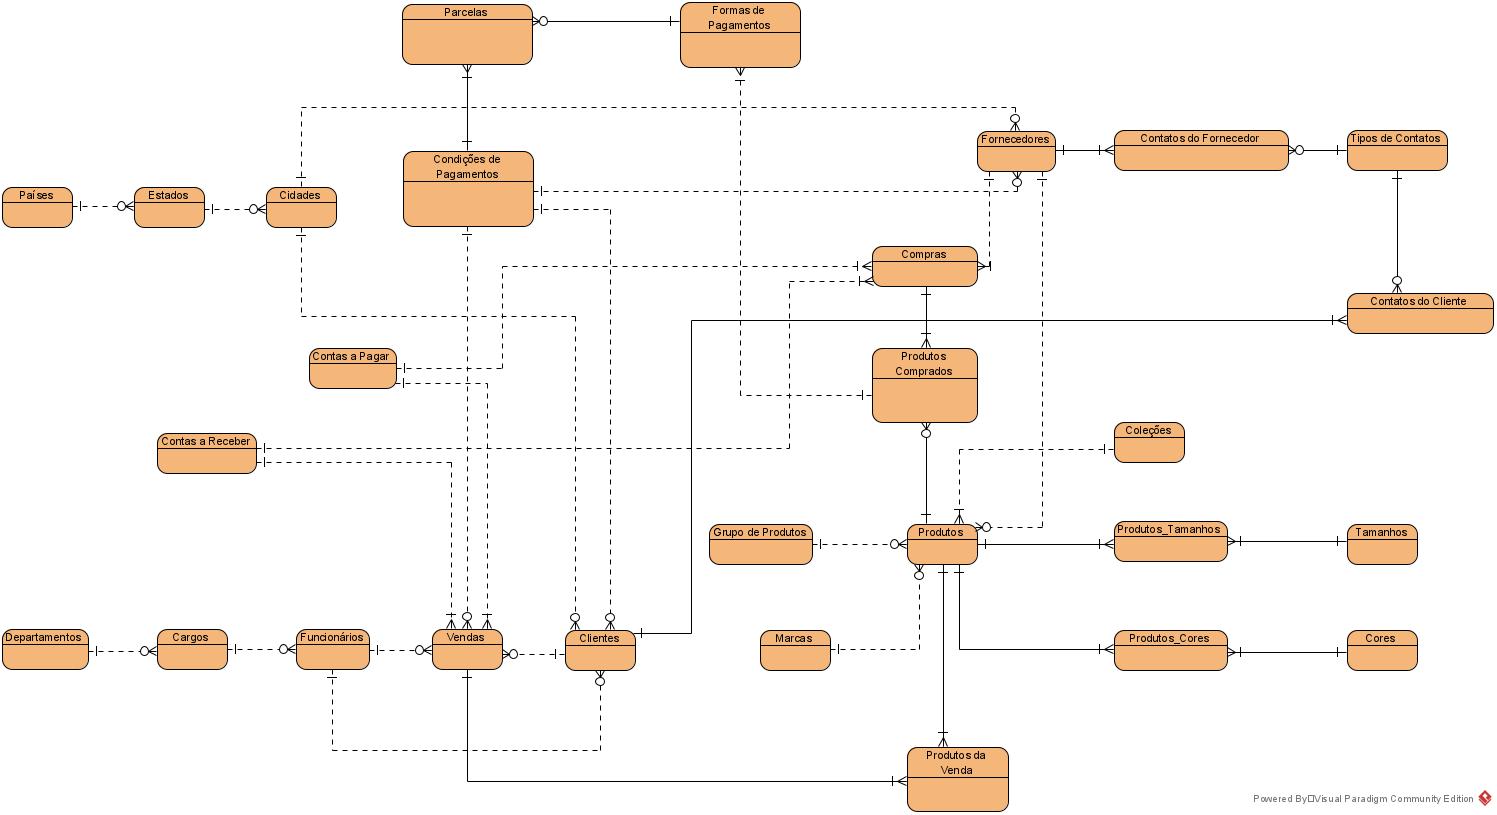 Parcelas
Formas de
Pagamentos
Fornecedores
Contatos do Fornecedor
Tipos de Contatos
Condições de
Pagamentos
Países
Estados
Cidades
Compras
Contatos do Cliente
Contas a Pagar
Produtos
Comprados
Contas a Receber
Coleções
Grupo de Produtos
Produtos
Produtos_Tamanhos
Tamanhos
Departamentos
Cargos
Funcionários
Vendas
Clientes
Marcas
Produtos_Cores
Cores
Produtos da
Venda
Powered By Visual Paradigm Community Edition